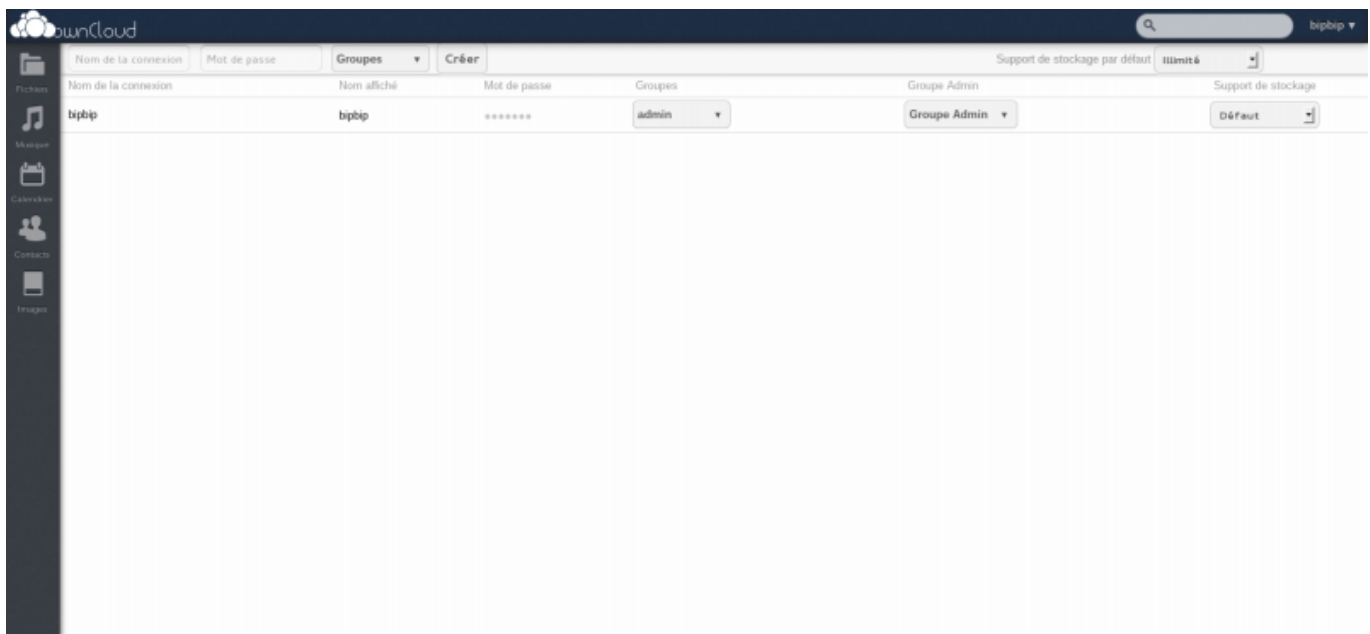 ownCloud
bipbip
Nom de la connexion Mot de passe Groupes Créer Support de stockage par défaut Illimité
Nom de la connexion Nom affiché Mot de passe Groupes Groupe Admin Support de stockage
bipbip bipbip admin Groupe Admin Défaut
Fichiers
Musique
Calendrier
Contacts
Images